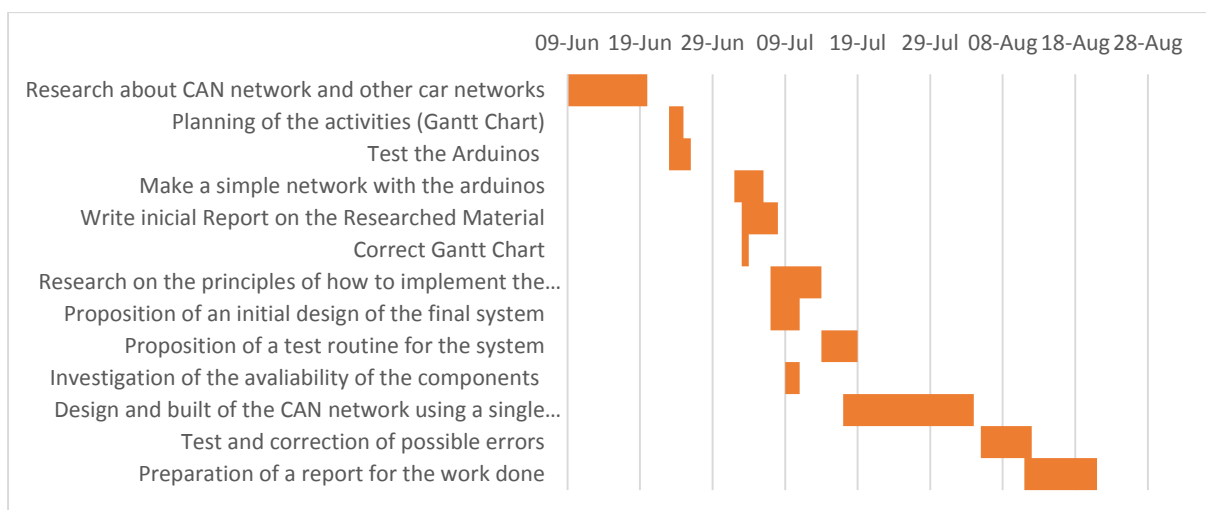 09-Jun 19-Jun 29-Jun 09-Jul 19-Jul 29-Jul 08-Aug 18-Aug 28-Aug
Research about CAN network and other car networks
Planning of the activities (Gantt Chart)
Test the Arduinos
Make a simple network with the arduinos
Write inicial Report on the Researched Material
Correct Gantt Chart
Research on the principles of how to implement the...
Proposition of an initial design of the final system
Proposition of a test routine for the system
Investigation of the avaliability of the components
Design and built of the CAN network using a single...
Test and correction of possible errors
Preparation of a report for the work done